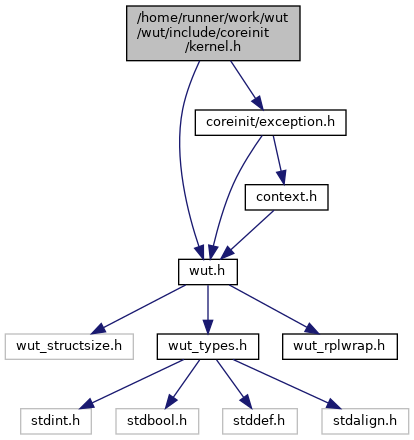 /home/runner/work/wut
/wut/include/coreinit
/kernel.h
coreinit/exception.h
context.h
wut.h
wut_structsize.h
wut_types.h
wut_rplwrap.h
stdint.h
stdbool.h
stddef.h
stdalign.h